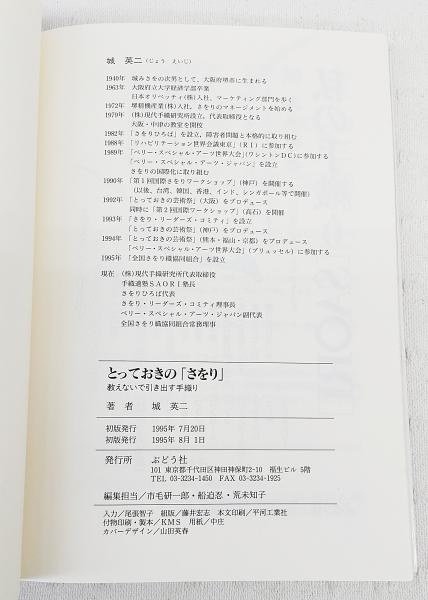 城　英二（じょう　えいじ）
1940年　城みさをの次男として、大阪府堺市に生まれる
1963年　大阪府立大学経済学部卒業
日本オリベッティ(株)入社、マーケティング部門を歩く
1972年　堺精機産業(株)入社。さをりのマネージメントを始める
1979年　(株)現代手織研究所設立。代表取締役となる
大阪・中津の教室を開校
1982年　「さをりひろば」を設立、障害者問題と本格的に取り組む
1988年　「リハビリテーション世界会議東京」(RI) に参加する
1989年　「ベリー・スペシャル・アーツ世界大会」(ワシントンDC) に参加する
「ベリー・スペシャル・アーツ・ジャパン」を設立
さをりの国際化に取り組む
1990年　「第１回国際さをりワークショップ」(神戸) を開催する
(以後、台湾、韓国、香港、インド、シンガポール等で開催)
1992年　「とっておきの芸術祭」(大阪) をプロデュース
同時に「第２回国際ワークショップ」(高石) を開催
1993年　「さをり・リーダーズ・コミティ」を設立
「とっておきの芸術祭」(神戸) をプロデュース
1994年　「とっておきの芸術祭」(熊本・福山・京都) をプロデュース
「ベリー・スペシャル・アーツ世界大会」(ブリュッセル) に参加する
1995年　「全国さをり織協同組合」を設立
現在　(株)現代手織研究所代表取締役
手織適塾SAORI塾長
さをりひろば代表
さをり・リーダーズ・コミティ理事長
ベリー・スペシャル・アーツ・ジャパン副代表
全国さをり織協同組合常務理事
とっておきの「さをり」
教えないで引き出す手織り
著　者　城　英二
初版発行　1995年 7月20日
初版発行　1995年 8月 1日
発行所　ぶどう社
101 東京都千代田区神田神保町2-10　福生ビル 5階
TEL 03-3234-1450　FAX 03-3234-1925
編集担当／市毛研一郎・船迫忍・荒未知子
入力／尾張智子　組版／藤井宏志　本文印刷／平河工業社
付物印刷・製本／KMS　用紙／中庄
カバーデザイン／山田英春